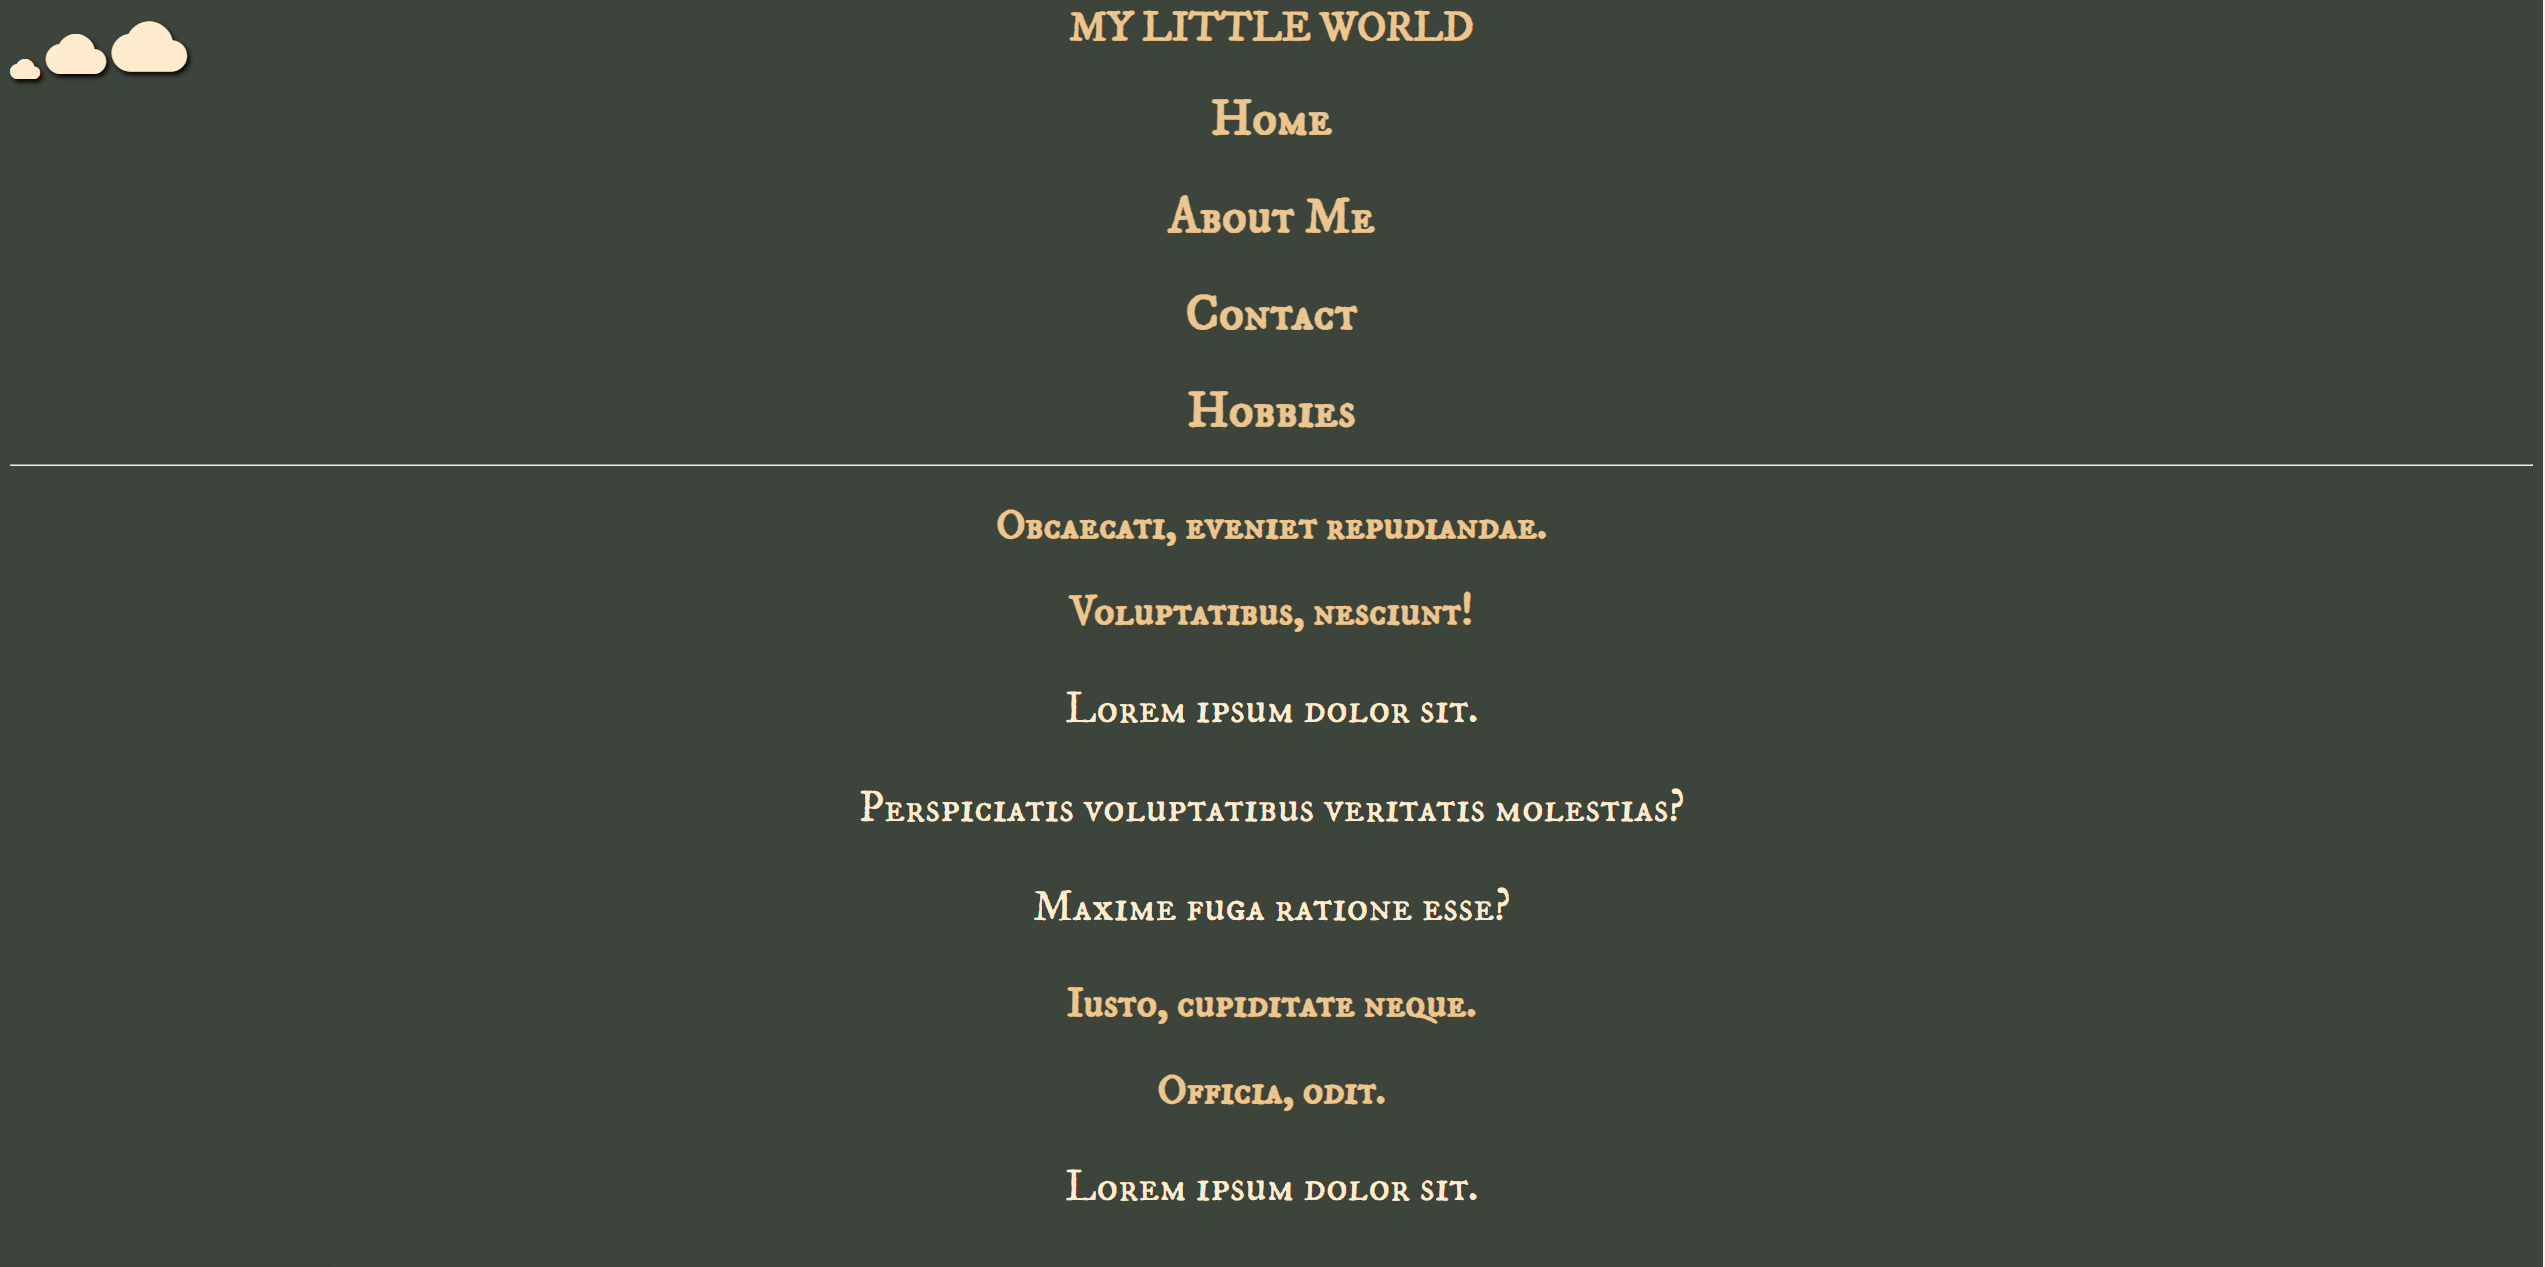 MY LITTLE WORLD
Home
About Me
Contact
Hobbies
Obcaecati, eveniet repudiandae.
Voluptatibus, nesciunt!
Lorem ipsum dolor sit.
Perspiciatis voluptatibus veritatis molestias?
Maxime fuga ratione esse?
Iusto, cupiditate neque.
Officia, odit.
Lorem ipsum dolor sit.